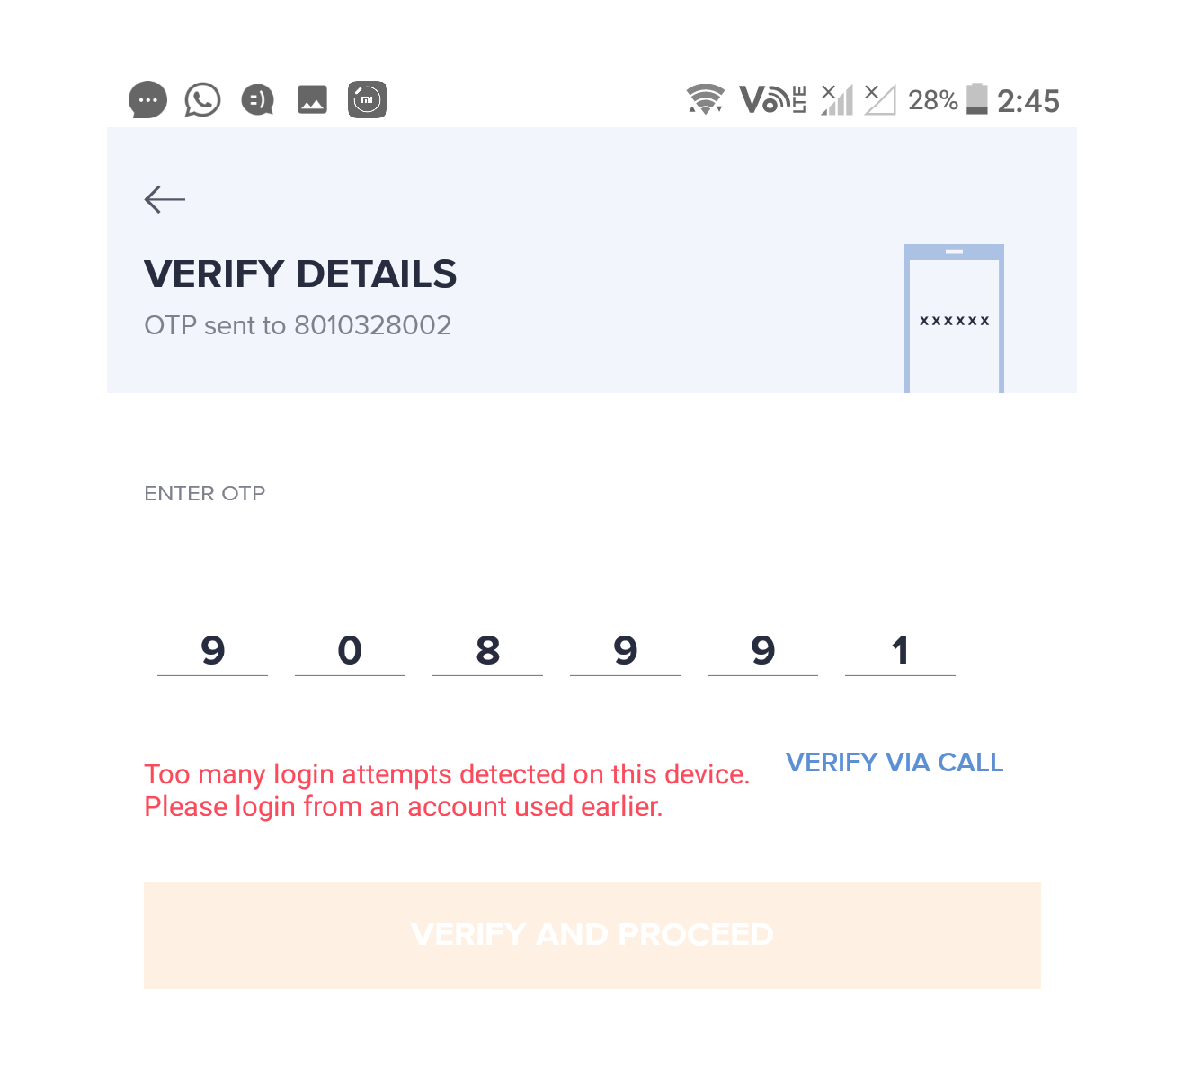 VoLTE 28% 2:45
VERIFY DETAILS
OTP sent to 8010328002
xxxxxx
ENTER OTP
9 0 8 9 9 1
VERIFY VIA CALL
Too many login attempts detected on this device.
Please login from an account used earlier.
VERIFY AND PROCEED